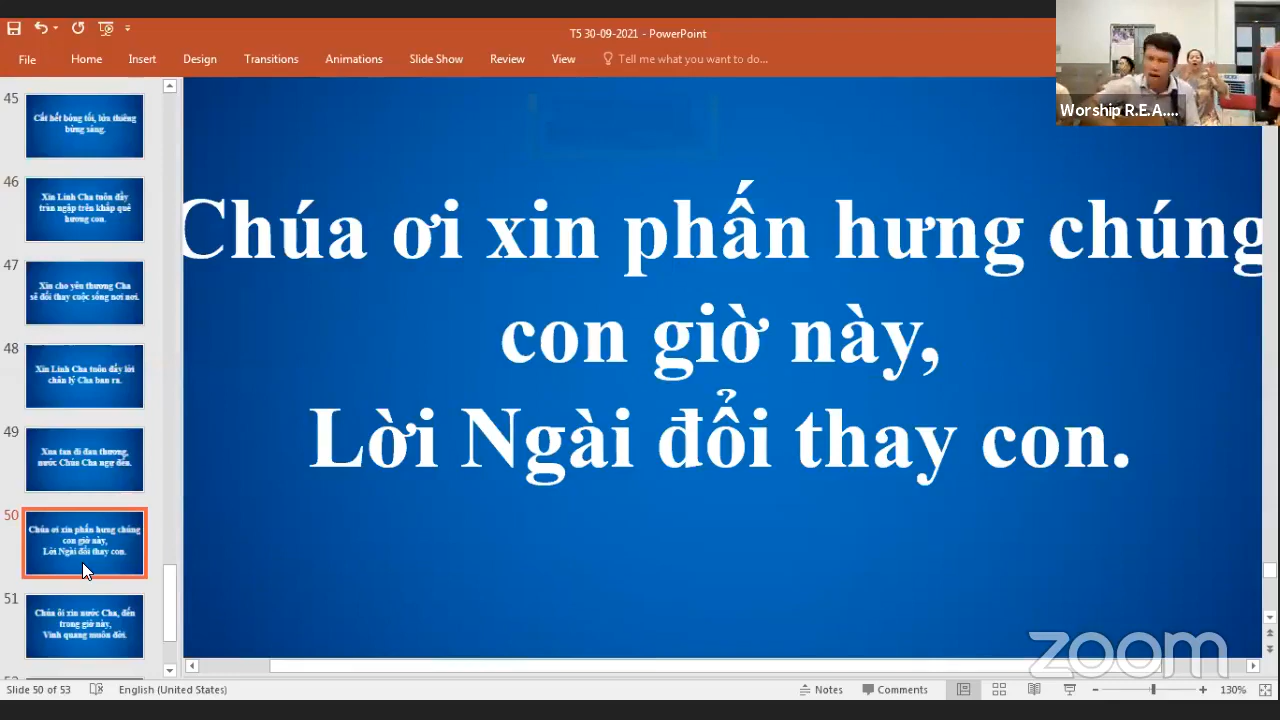 T5 30-09-2021 - PowerPoint
File Home Insert Design Transitions Animations Slide Show Review View Tell me what you want to do...
Worship R.E.A....
45
Cất hết bóng tối, lửa thiêng
bừng sáng.
46
Xin Linh Cha tuôn đầy
tràn ngập trên khắp quê
hương con.
47
Xin cho yêu thương Cha
sẽ đổi thay cuộc sống nơi nơi.
48
Xin Linh Cha tuôn đầy lời
chân lý Cha ban ra.
49
Xua tan đi đau thương,
nước Chúa Cha ngự đến.
50
Chúa ơi xin phấn hưng chúng
con giờ này,
Lời Ngài đổi thay con.
51
Chúa ôi xin nước Cha, đến
trong giờ này,
Vinh quang muôn đời.
Chúa ơi xin phấn hưng chúng
con giờ này,
Lời Ngài đổi thay con.
zoom
Slide 50 of 53 English (United States) Notes Comments 130%